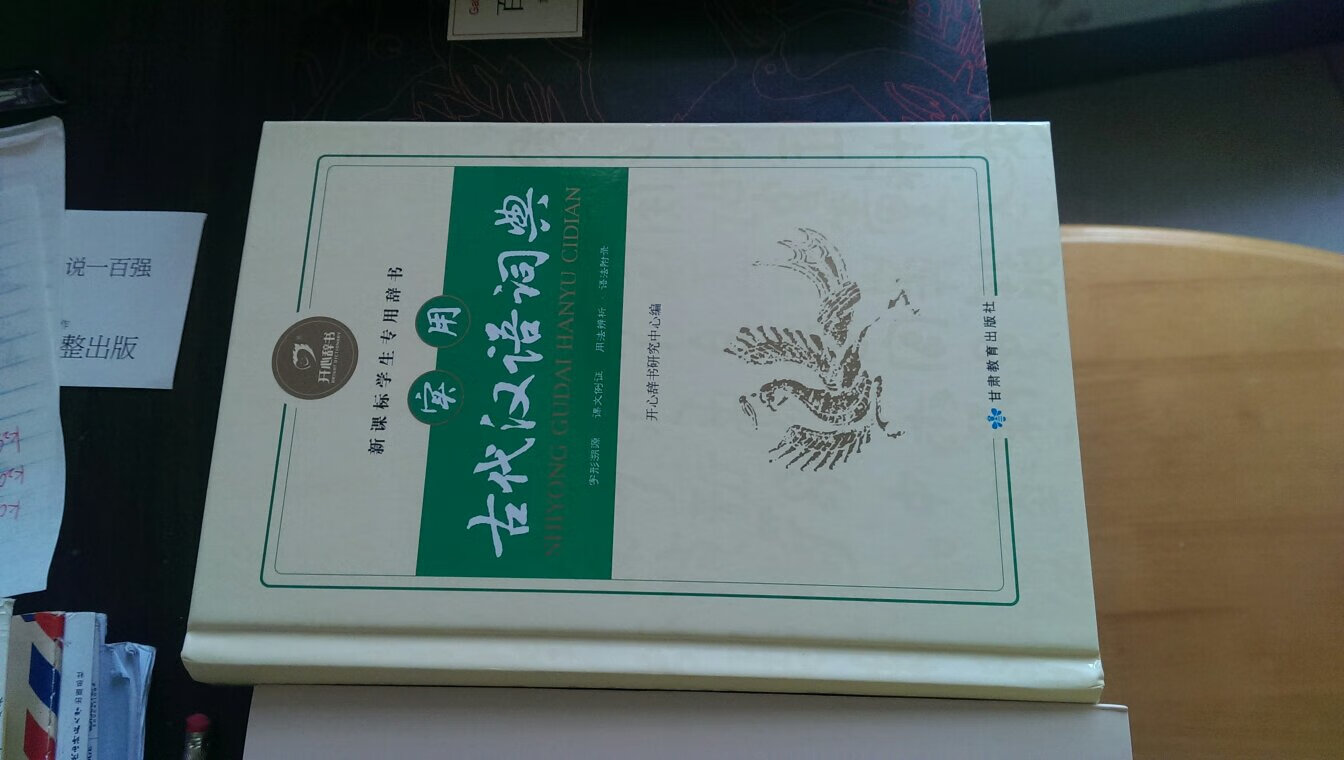 开心辞书
新课标学生专用辞书
实用
古代汉语词典
SHIYONG GUDAI HANYU CIDIAN
字形溯源 课文例证 用法辨析 语法附录
开心辞书研究中心编
甘肃教育出版社
说一百强
作
整出版